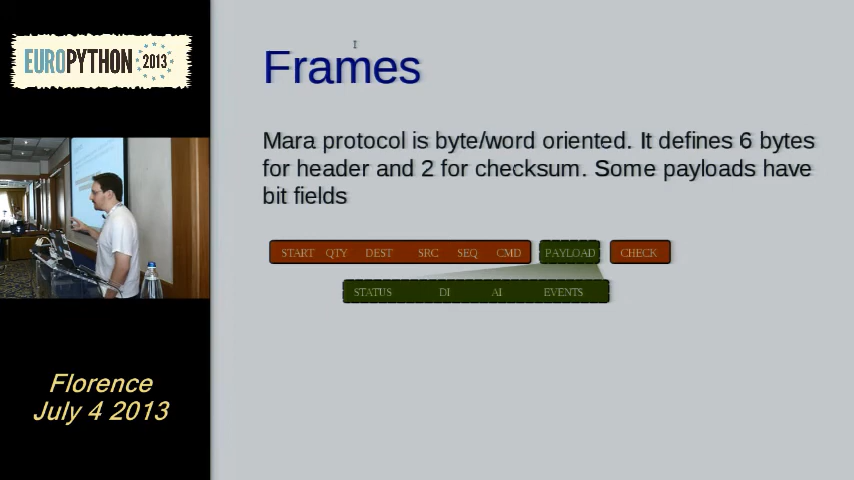 EUROPYTHON 2013
Florence
July 4 2013
Frames
Mara protocol is byte/word oriented. It defines 6 bytes
for header and 2 for checksum. Some payloads have
bit fields
START QTY DEST SRC SEQ CMD PAYLOAD CHECK
STATUS DI AI EVENTS